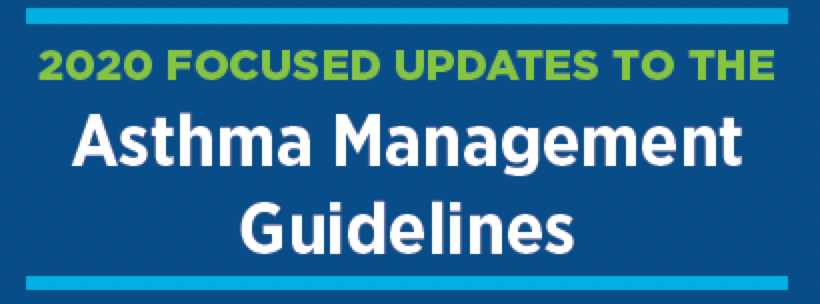 2020 FOCUSED UPDATES TO THE
Asthma Management
Guidelines